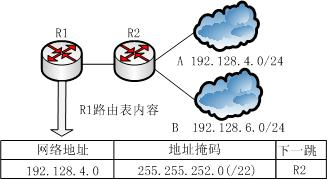 R1
R2
A 192.128.4.0/24
R1路由表内容
B 192.128.6.0/24
网络地址 地址掩码 下一跳
192.128.4.0 255.255.252.0(/22) R2